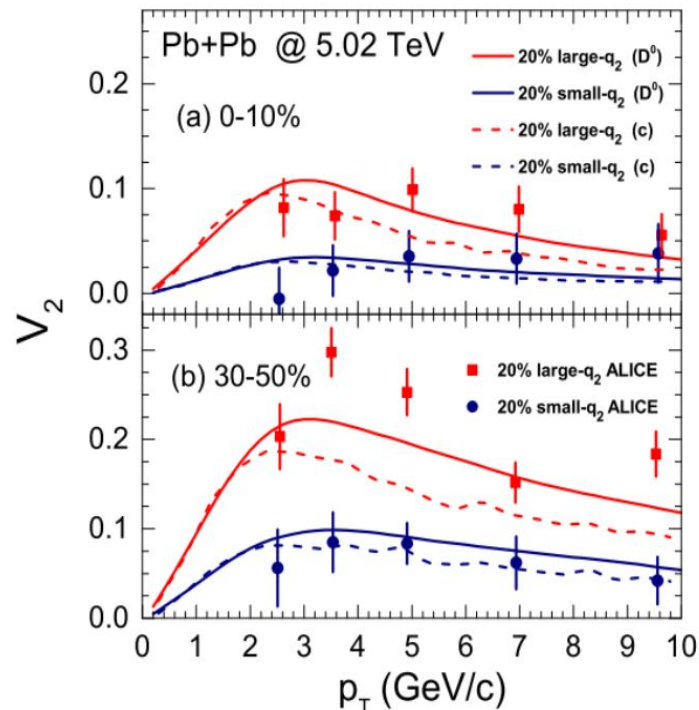 Pb+Pb @ 5.02 TeV
(a) 0-10%
20% large-q₂ (D⁰)
20% small-q₂ (D⁰)
20% large-q₂ (c)
20% small-q₂ (c)
0.2
0.1
0.0
V₂
(b) 30-50%
20% large-q₂ ALICE
20% small-q₂ ALICE
0.3
0.2
0.1
0.0
0 1 2 3 4 5 6 7 8 9 10
p_T (GeV/c)